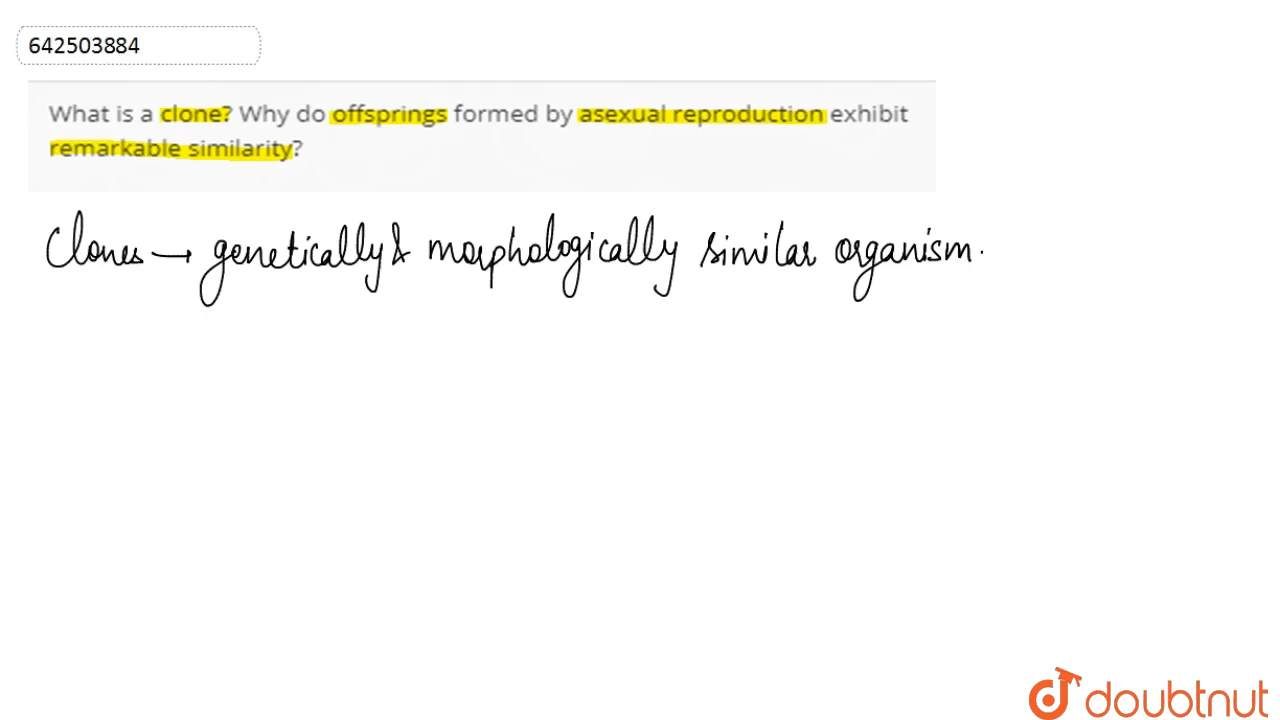 642503884
What is a clone? Why do offsprings formed by asexual reproduction exhibit
remarkable similarity?
Clones → genetically & morphologically similar organism.
doubtnut